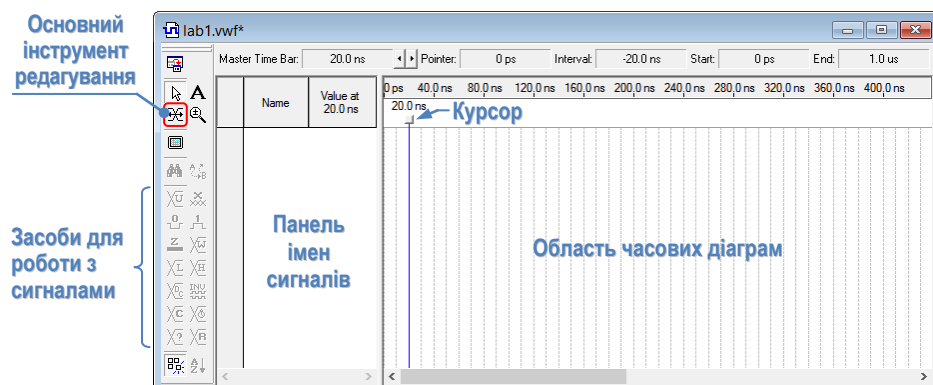 Основний
інструмент
редагування
lab1.vwf*
Master Time Bar: 20.0 ns Pointer: 0 ps Interval: -20.0 ns Start: 0 ps End: 1.0 us
Name
Value at
20.0 ns
0 ps 40.0 ns 80.0 ns 120.0 ns 160.0 ns 200.0 ns 240.0 ns 280.0 ns 320.0 ns 360.0 ns 400.0 ns
20.0 ns
Курсор
A
Засоби для
роботи з
сигналами
Панель
імен
сигналів
Область часових діаграм